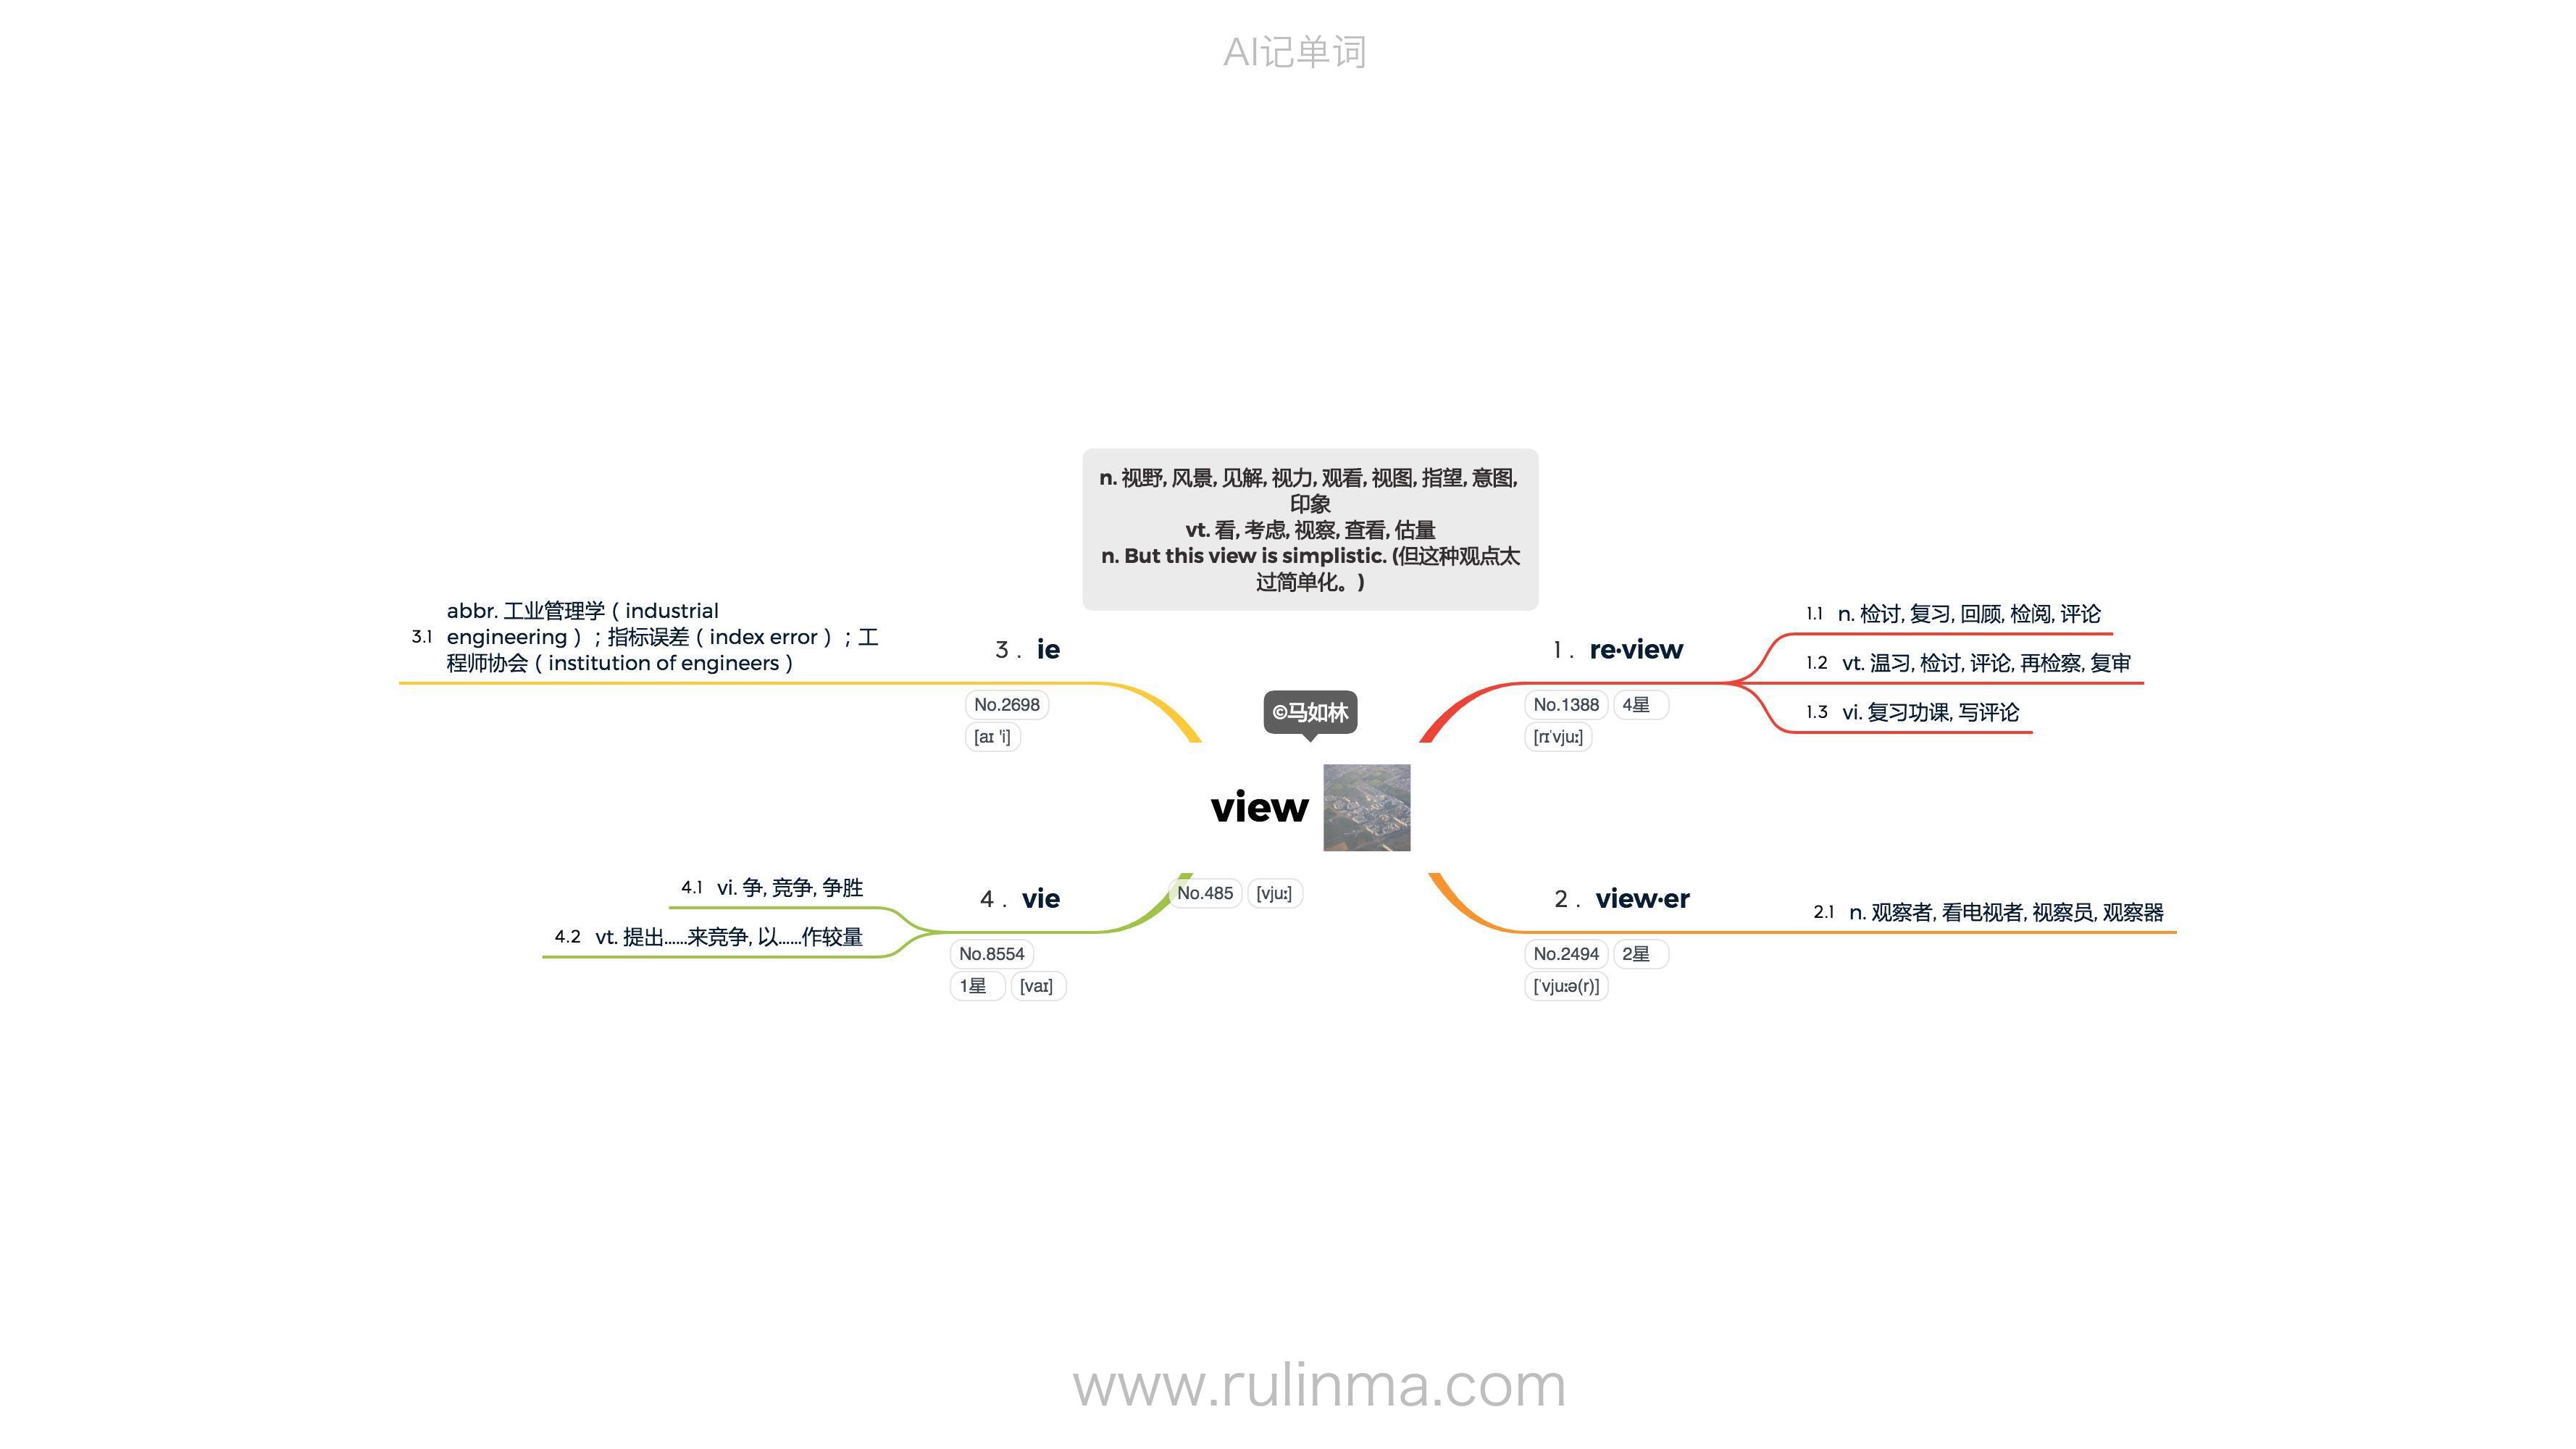 AI记单词
n. 视野, 风景, 见解, 视力, 观看, 视图, 指望, 意图,
印象
vt. 看, 考虑, 视察, 查看, 估量
n. But this view is simplistic. (但这种观点太
过简单化。)
©马如林
view
No.485 [vjuː]
1 . re·view
No.1388 4星
[rɪˈvjuː]
1.1 n. 检讨, 复习, 回顾, 检阅, 评论
1.2 vt. 温习, 检讨, 评论, 再检察, 复审
1.3 vi. 复习功课, 写评论
2 . view·er
No.2494 2星
[ˈvjuːə(r)]
2.1 n. 观察者, 看电视者, 视察员, 观察器
3 . ie
No.2698
[aɪ 'i]
3.1 abbr. 工业管理学（industrial
engineering）；指标误差（index error）；工
程师协会（institution of engineers）
4 . vie
No.8554
1星 [vaɪ]
4.1 vi. 争, 竞争, 争胜
4.2 vt. 提出……来竞争, 以……作较量
www.rulinma.com